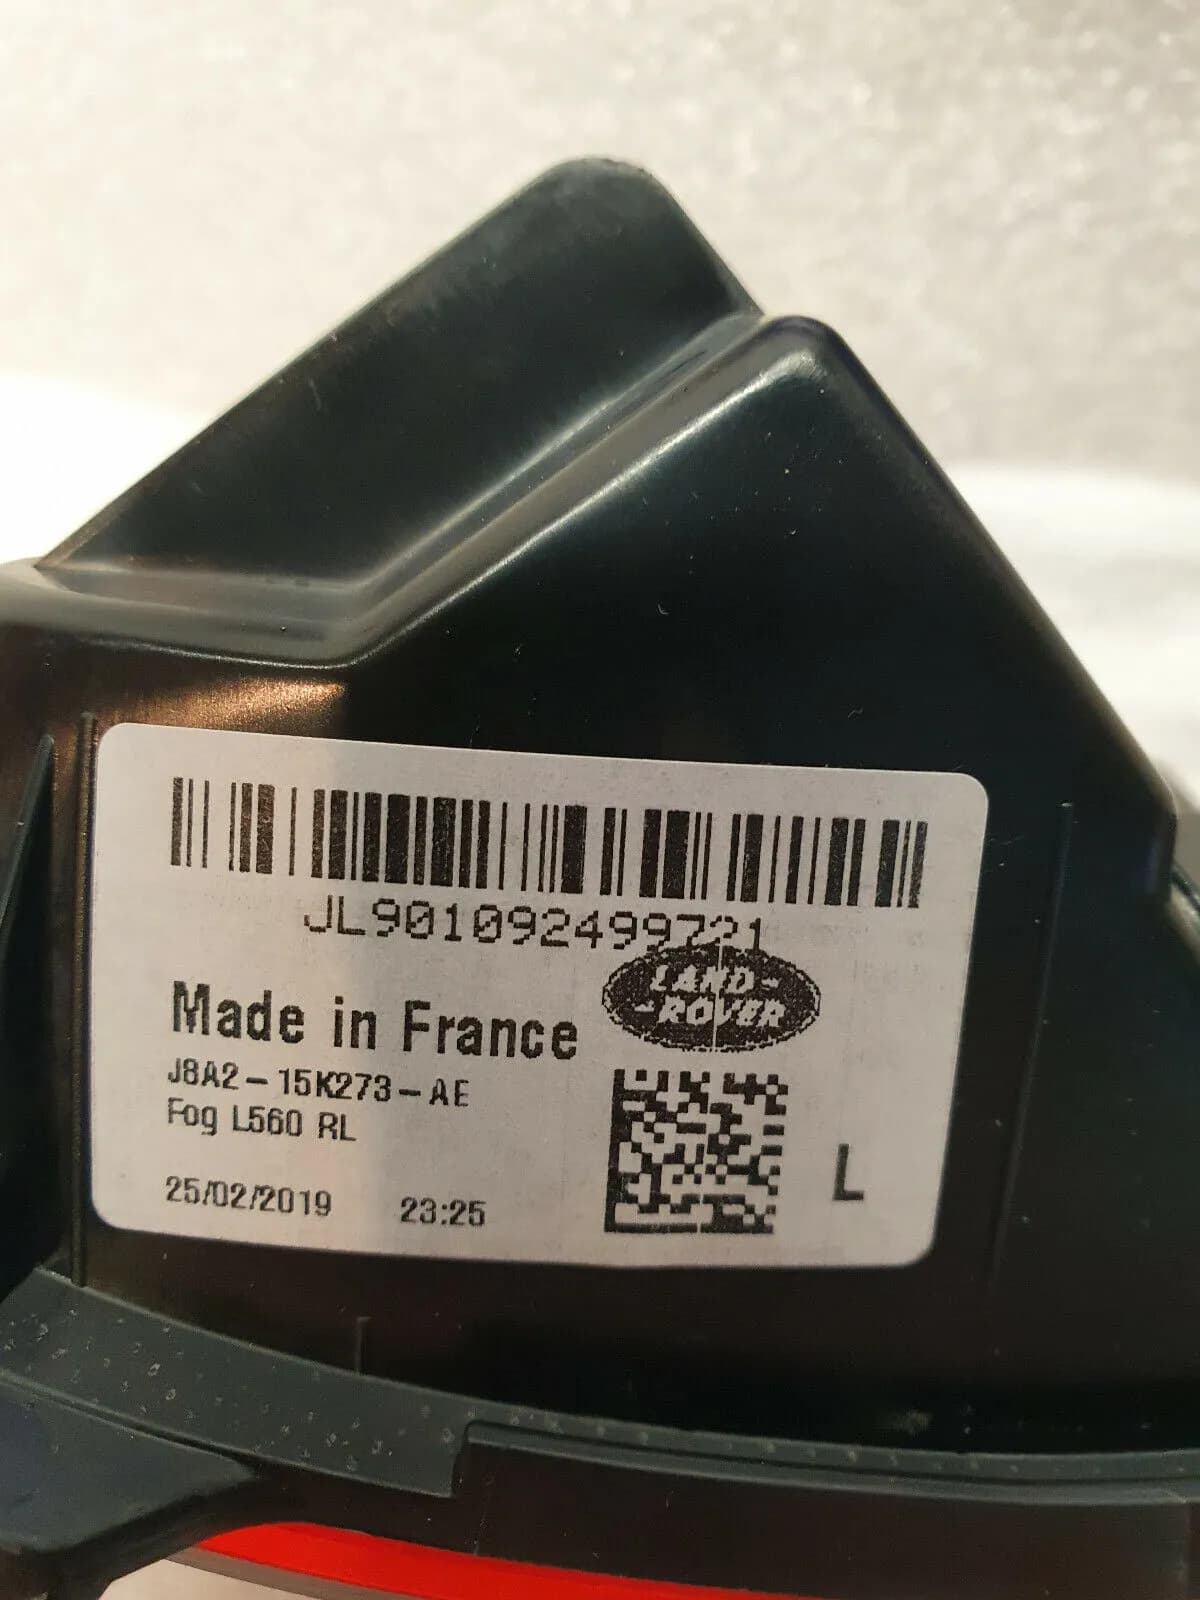 JL901092499721
LAND-
-ROVER
Made in France
J8A2-15K273-AE
Fog L560 RL
L
25/02/2019 23:25